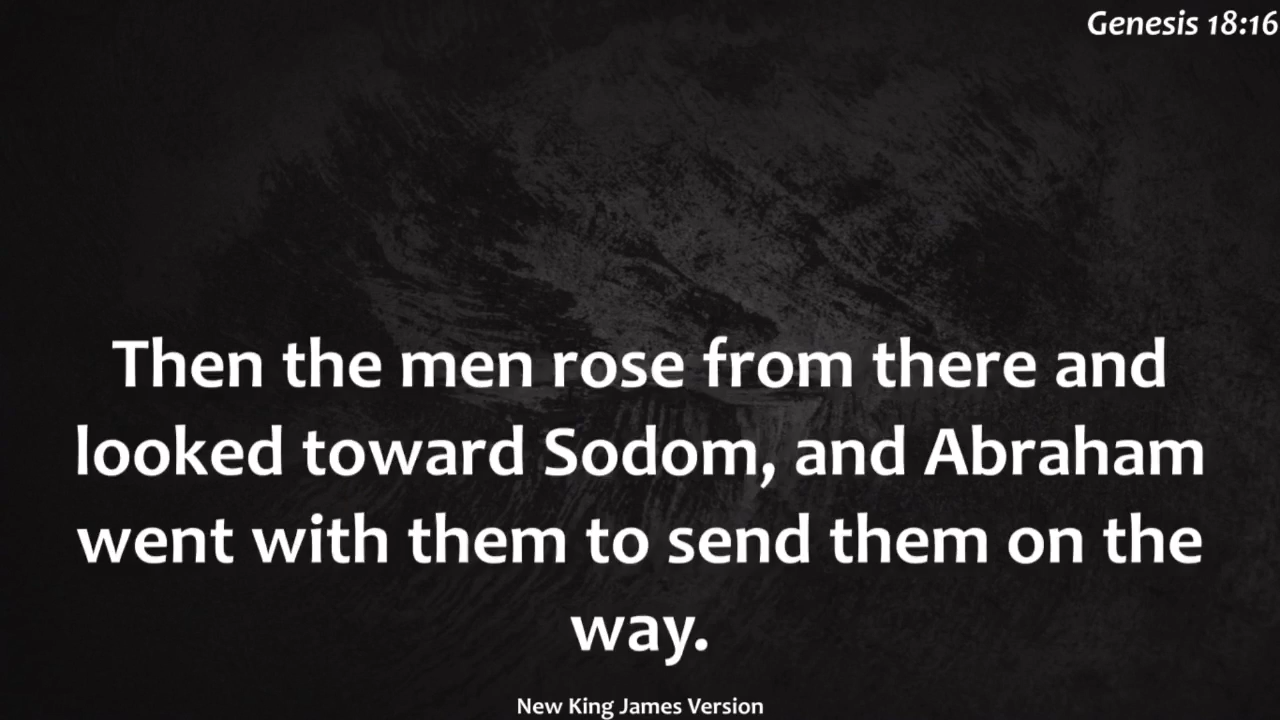 Genesis 18:16
Then the men rose from there and
looked toward Sodom, and Abraham
went with them to send them on the
way.
New King James Version